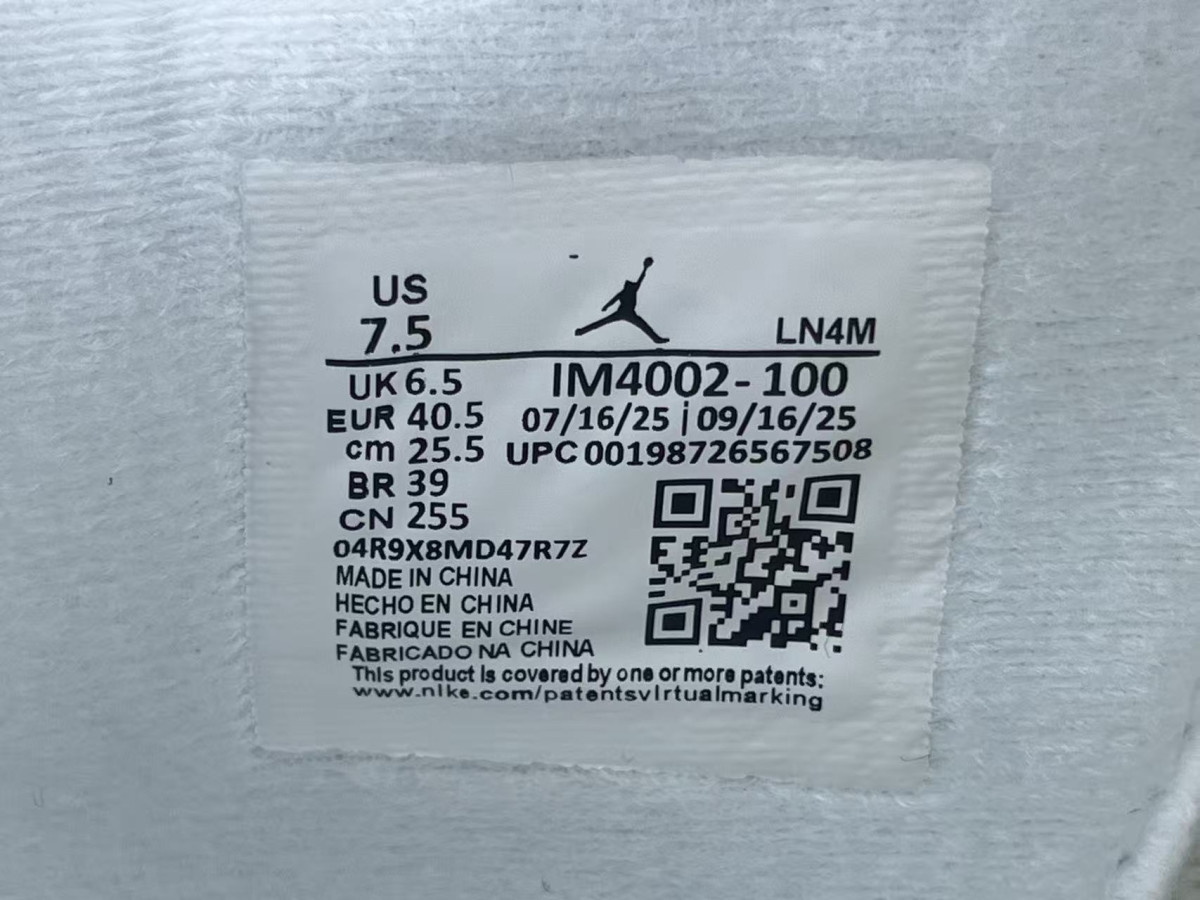 US
7.5
LN4M
UK 6.5
IM4002-100
EUR 40.5
07/16/25 | 09/16/25
cm 25.5
UPC 00198726567508
BR 39
CN 255
04R9X8MD47R7Z
MADE IN CHINA
HECHO EN CHINA
FABRIQUE EN CHINE
FABRICADO NA CHINA
This product is covered by one or more patents:
www.nike.com/patentsvirtualmarking